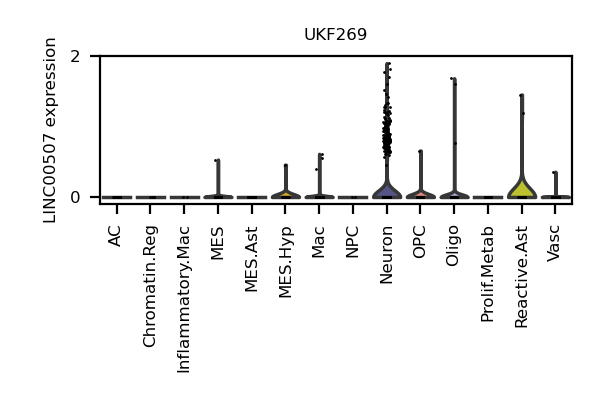 UKF269
LINC00507 expression
2
0
AC
Chromatin.Reg
Inflammatory.Mac
MES
MES.Ast
MES.Hyp
Mac
NPC
Neuron
OPC
Oligo
Prolif.Metab
Reactive.Ast
Vasc